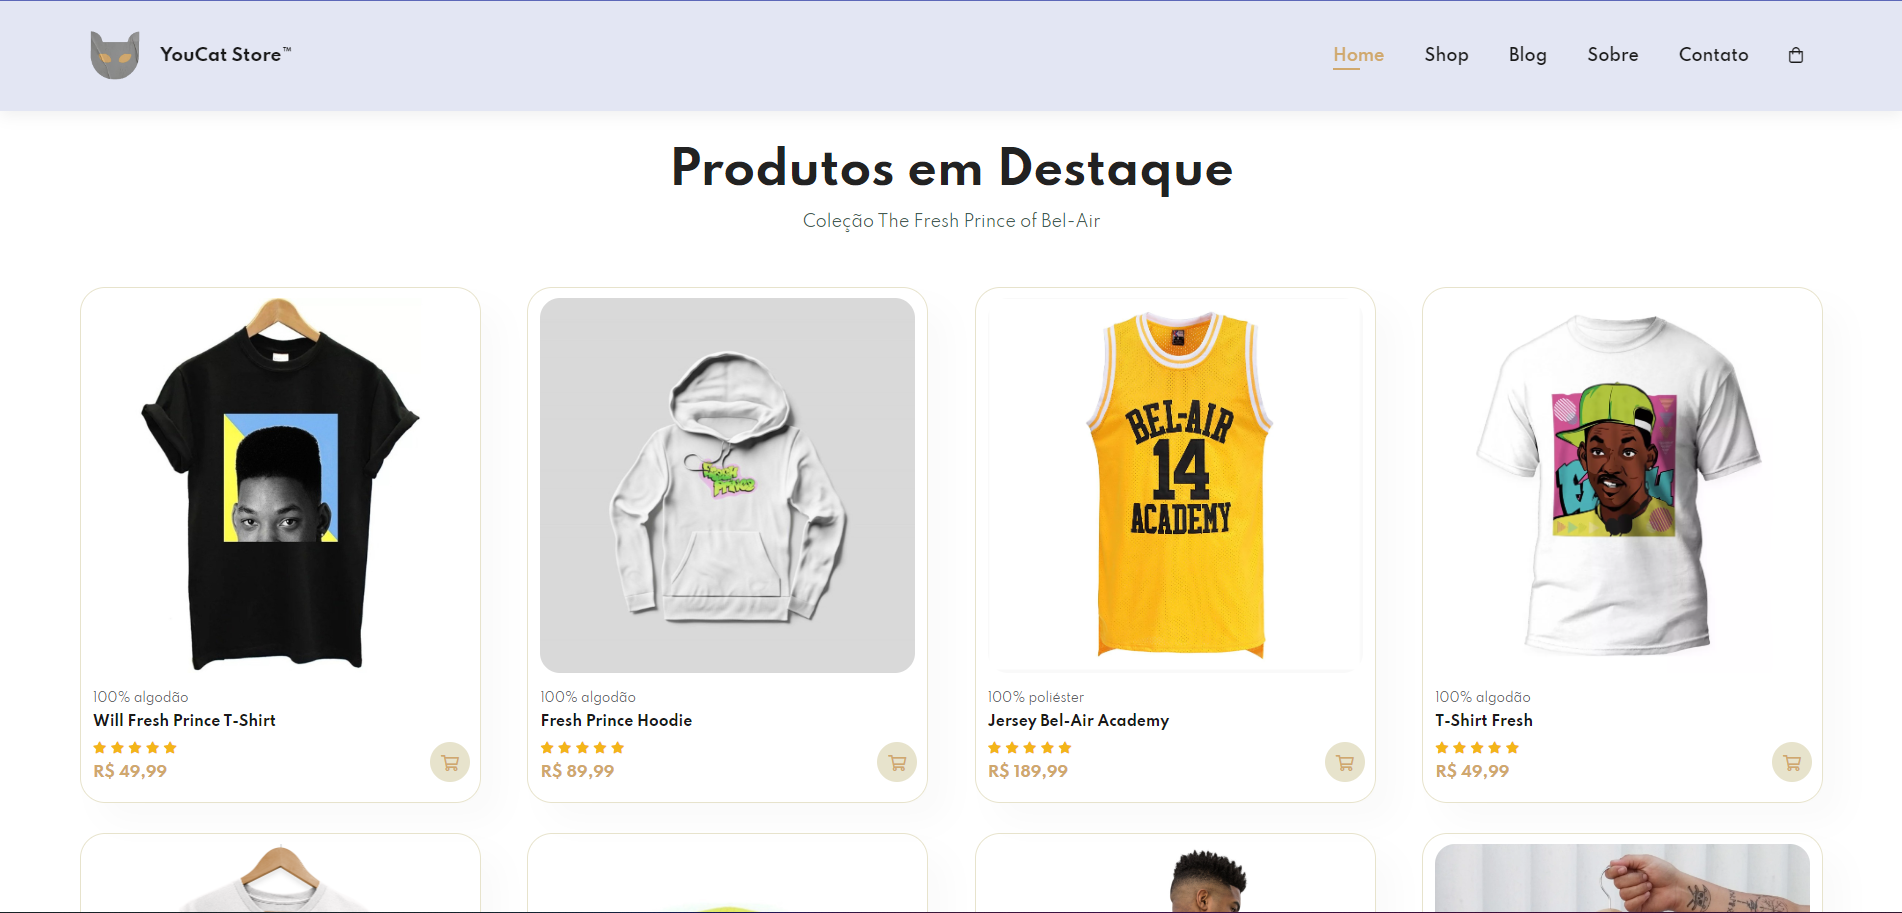 YouCat Store™
Home
Shop
Blog
Sobre
Contato
Produtos em Destaque
Coleção The Fresh Prince of Bel-Air
FRESH
PRINCE
BEL-AIR
14
ACADEMY
100% algodão
Will Fresh Prince T-Shirt
R$ 49,99
100% algodão
Fresh Prince Hoodie
R$ 89,99
100% poliéster
Jersey Bel-Air Academy
R$ 189,99
100% algodão
T-Shirt Fresh
R$ 49,99